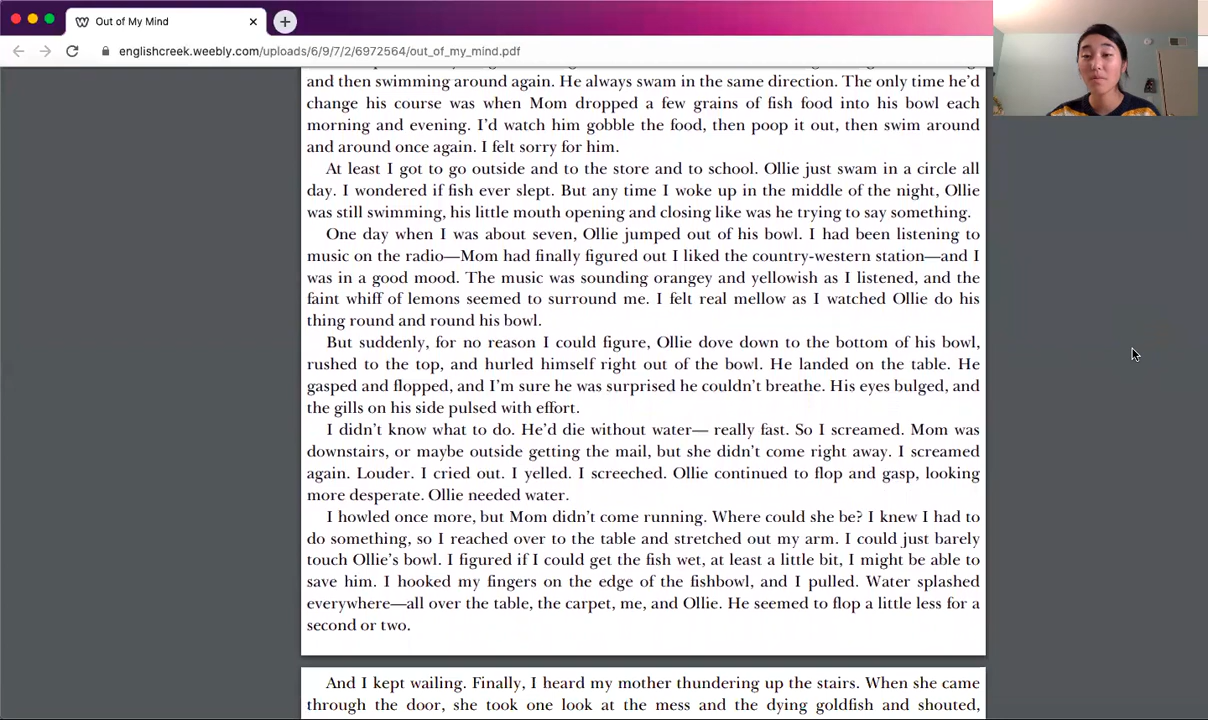 Out of My Mind
englishcreek.weebly.com/uploads/6/9/7/2/6972564/out_of_my_mind.pdf
and then swimming around again. He always swam in the same direction. The only time he'd
change his course was when Mom dropped a few grains of fish food into his bowl each
morning and evening. I'd watch him gobble the food, then poop it out, then swim around
and around once again. I felt sorry for him.
At least I got to go outside and to the store and to school. Ollie just swam in a circle all
day. I wondered if fish ever slept. But any time I woke up in the middle of the night, Ollie
was still swimming, his little mouth opening and closing like was he trying to say something.
One day when I was about seven, Ollie jumped out of his bowl. I had been listening to
music on the radio—Mom had finally figured out I liked the country-western station—and I
was in a good mood. The music was sounding orangey and yellowish as I listened, and the
faint whiff of lemons seemed to surround me. I felt real mellow as I watched Ollie do his
thing round and round his bowl.
But suddenly, for no reason I could figure, Ollie dove down to the bottom of his bowl,
rushed to the top, and hurled himself right out of the bowl. He landed on the table. He
gasped and flopped, and I'm sure he was surprised he couldn't breathe. His eyes bulged, and
the gills on his side pulsed with effort.
I didn't know what to do. He'd die without water— really fast. So I screamed. Mom was
downstairs, or maybe outside getting the mail, but she didn't come right away. I screamed
again. Louder. I cried out. I yelled. I screeched. Ollie continued to flop and gasp, looking
more desperate. Ollie needed water.
I howled once more, but Mom didn't come running. Where could she be? I knew I had to
do something, so I reached over to the table and stretched out my arm. I could just barely
touch Ollie's bowl. I figured if I could get the fish wet, at least a little bit, I might be able to
save him. I hooked my fingers on the edge of the fishbowl, and I pulled. Water splashed
everywhere—all over the table, the carpet, me, and Ollie. He seemed to flop a little less for a
second or two.
And I kept wailing. Finally, I heard my mother thundering up the stairs. When she came
through the door, she took one look at the mess and the dying goldfish and shouted,